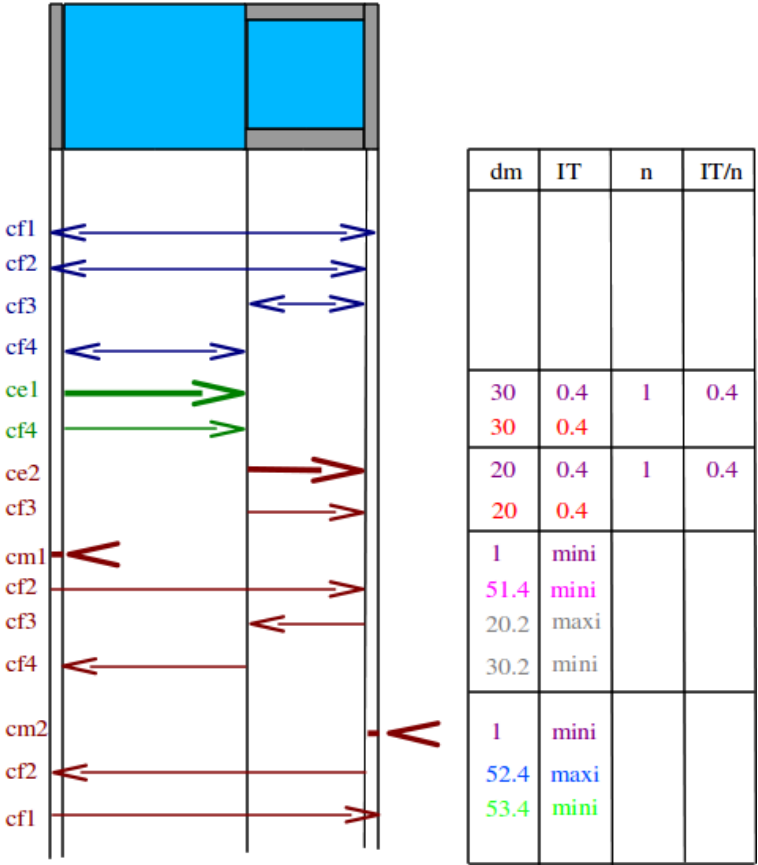 dm IT n IT/n
cf1
cf2
cf3
cf4
ce1 30 0.4 1 0.4
cf4 30 0.4
ce2 20 0.4 1 0.4
cf3 20 0.4
cm1 1 mini
cf2 51.4 mini
cf3 20.2 maxi
cf4 30.2 mini
cm2 1 mini
cf2 52.4 maxi
cf1 53.4 mini